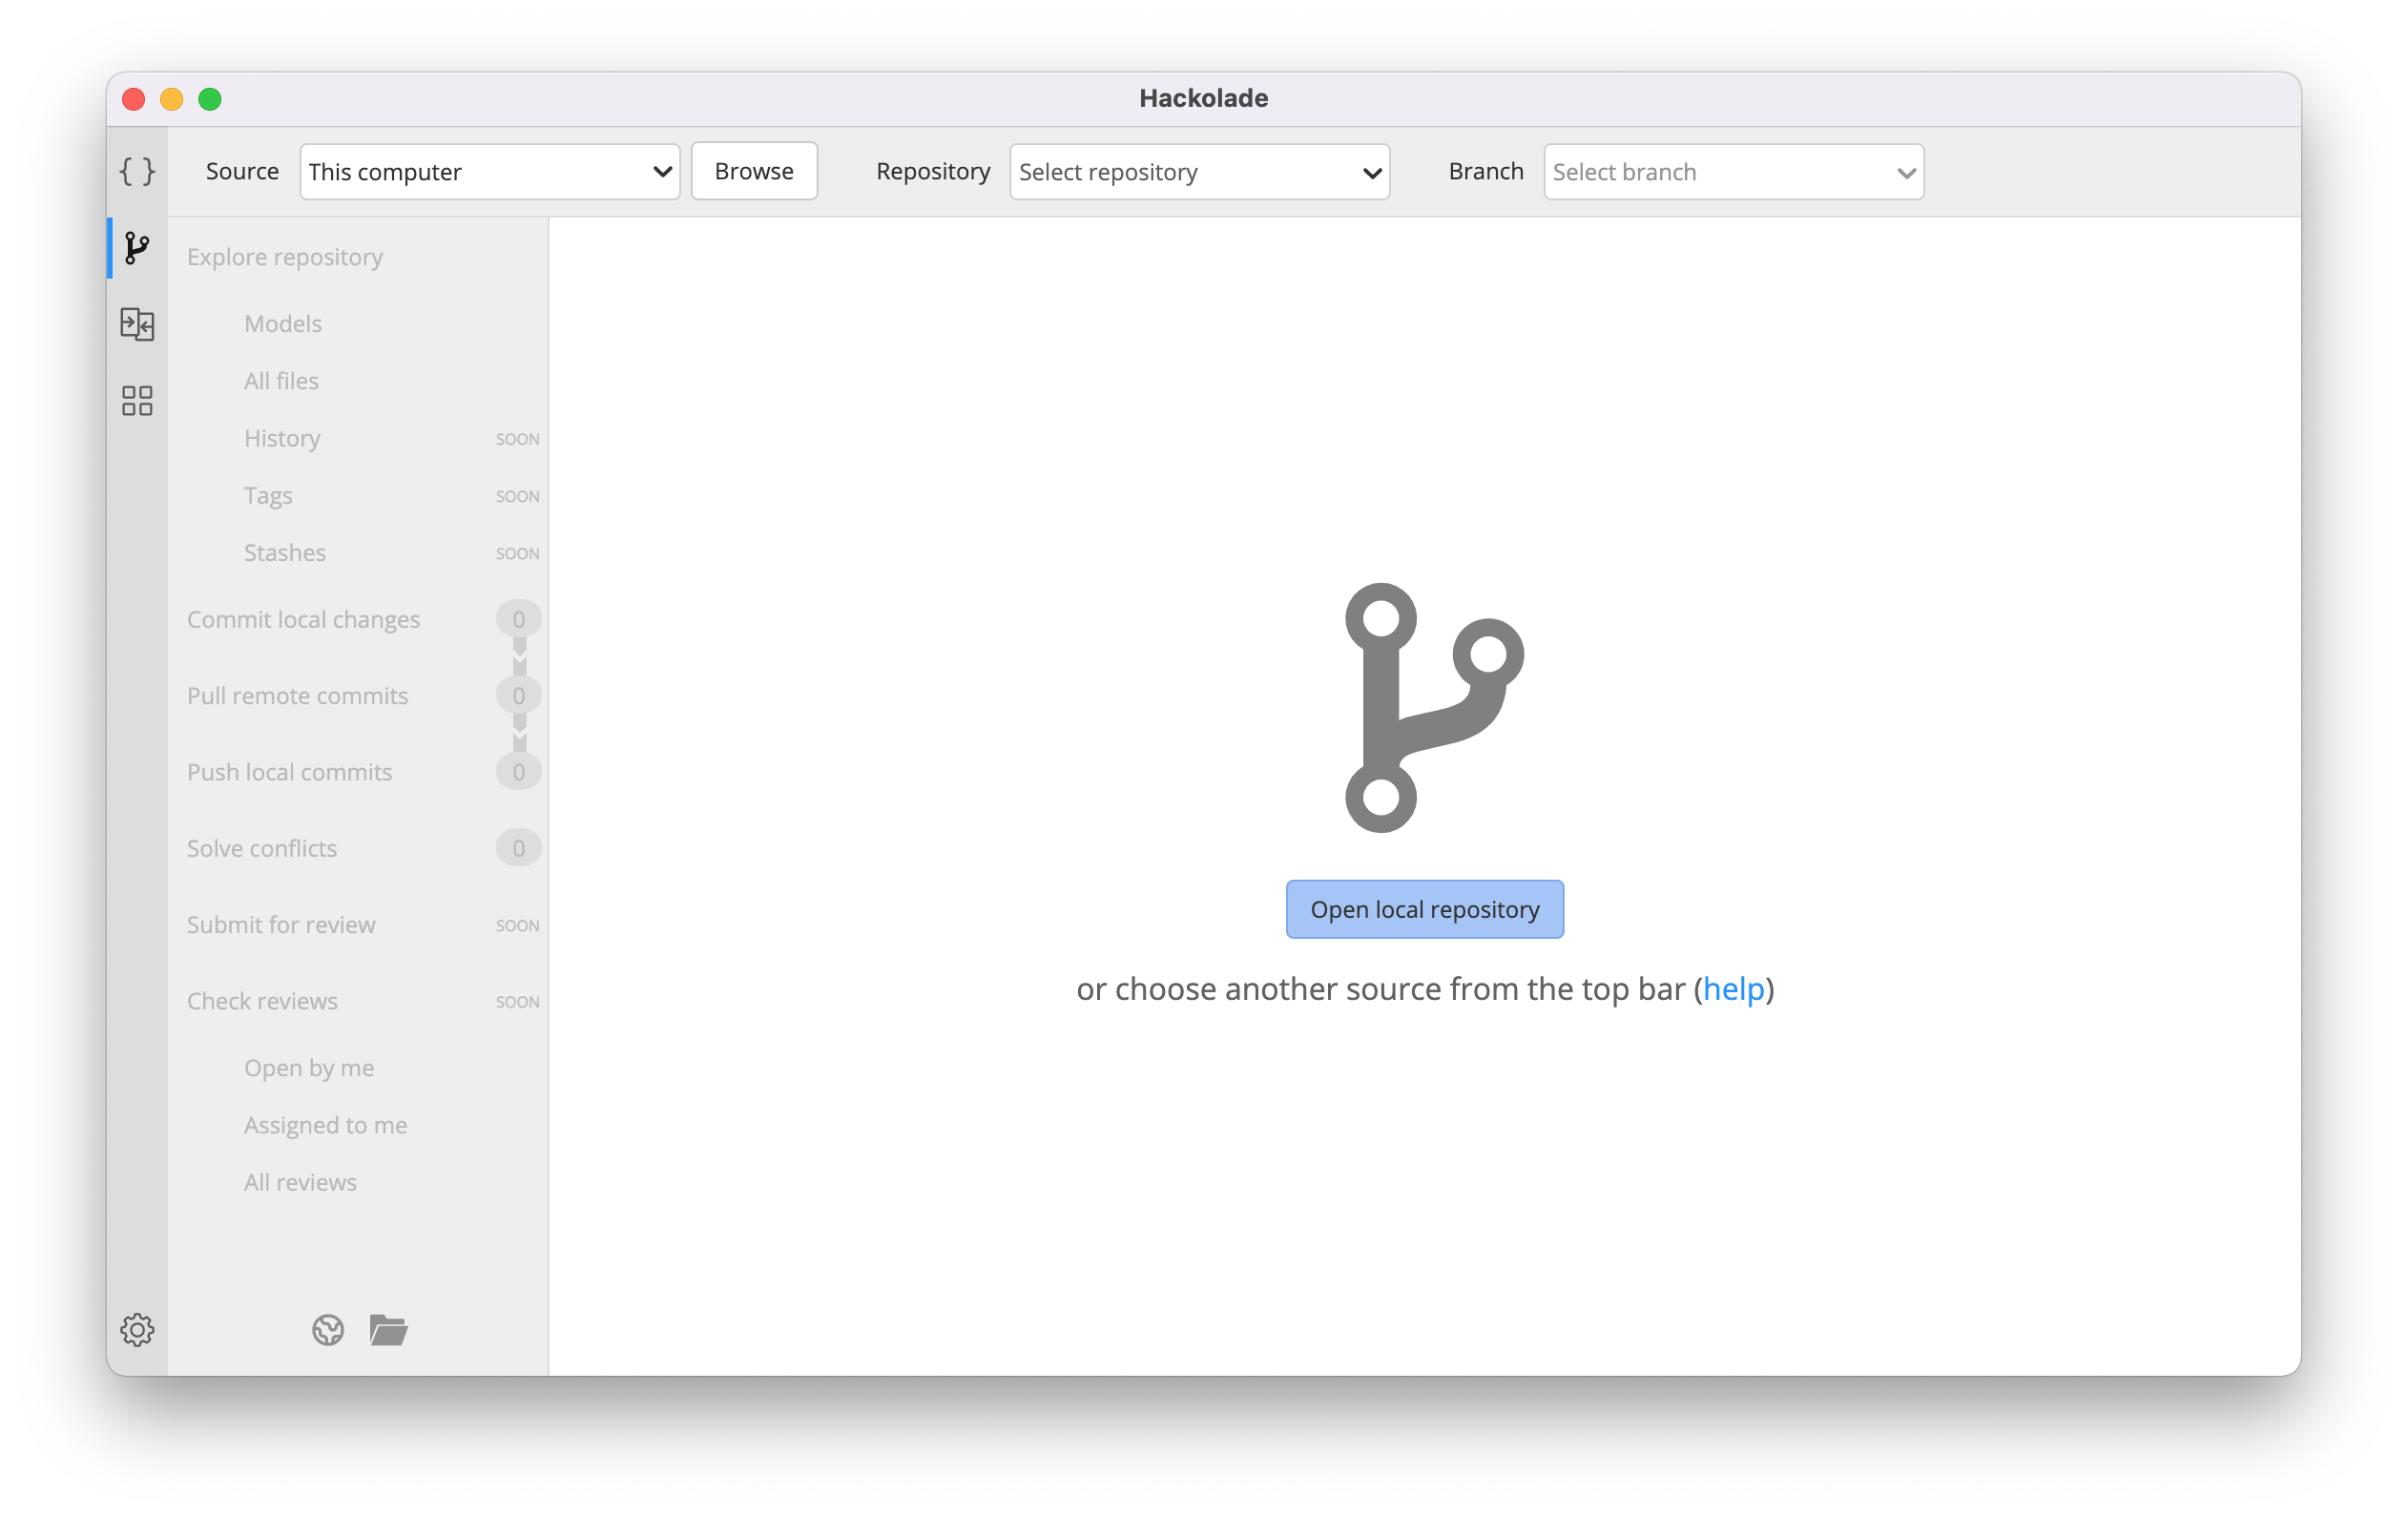 Hackolade
Source This computer Browse Repository Select repository Branch Select branch
Explore repository
Models
All files
History SOON
Tags SOON
Stashes SOON
Commit local changes 0
Pull remote commits 0
Push local commits 0
Solve conflicts 0
Submit for review SOON
Check reviews SOON
Open by me
Assigned to me
All reviews
Open local repository
or choose another source from the top bar (help)